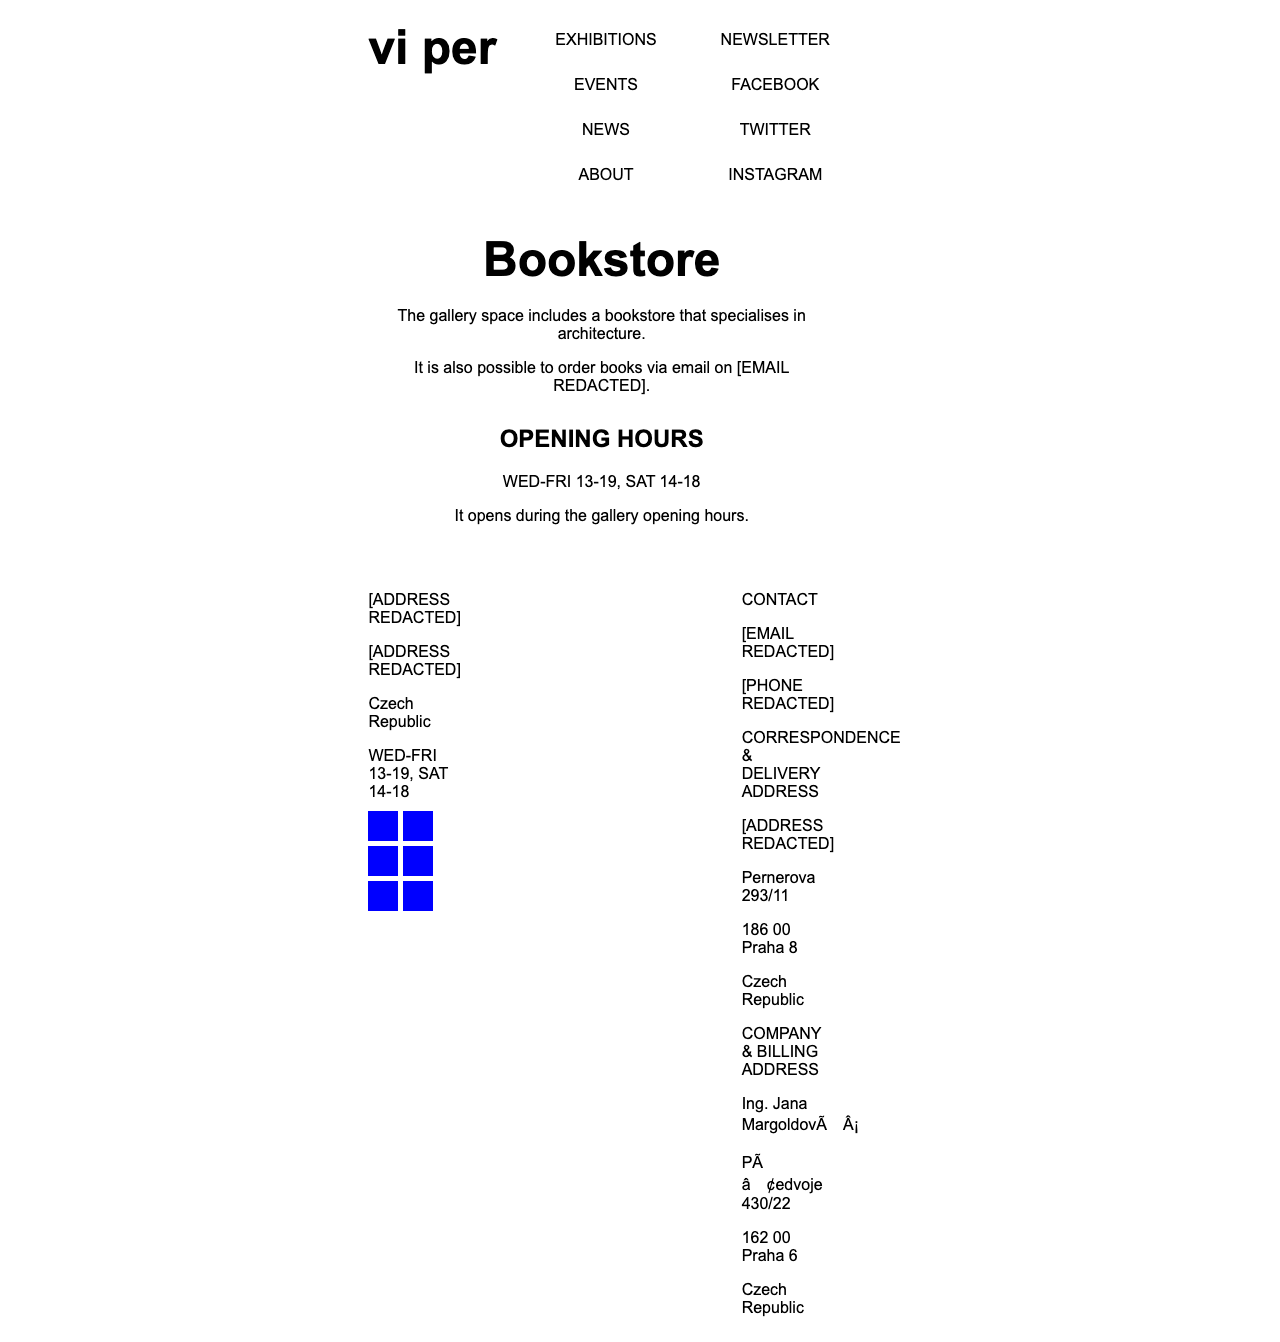 vi per
EXHIBITIONS
EVENTS
NEWS
ABOUT
NEWSLETTER
FACEBOOK
TWITTER
INSTAGRAM
Bookstore
The gallery space includes a bookstore that specialises in
architecture.
It is also possible to order books via email on [EMAIL
REDACTED].
OPENING HOURS
WED-FRI 13-19, SAT 14-18
It opens during the gallery opening hours.
[ADDRESS
REDACTED]
[ADDRESS
REDACTED]
Czech
Republic
WED-FRI
13-19, SAT
14-18
CONTACT
[EMAIL
REDACTED]
[PHONE
REDACTED]
CORRESPONDENCE
&
DELIVERY
ADDRESS
[ADDRESS
REDACTED]
Pernerova
293/11
186 00
Praha 8
Czech
Republic
COMPANY
& BILLING
ADDRESS
Ing. Jana
MargoldovÃ Â¡
PÃ
â ¢edvoje
430/22
162 00
Praha 6
Czech
Republic